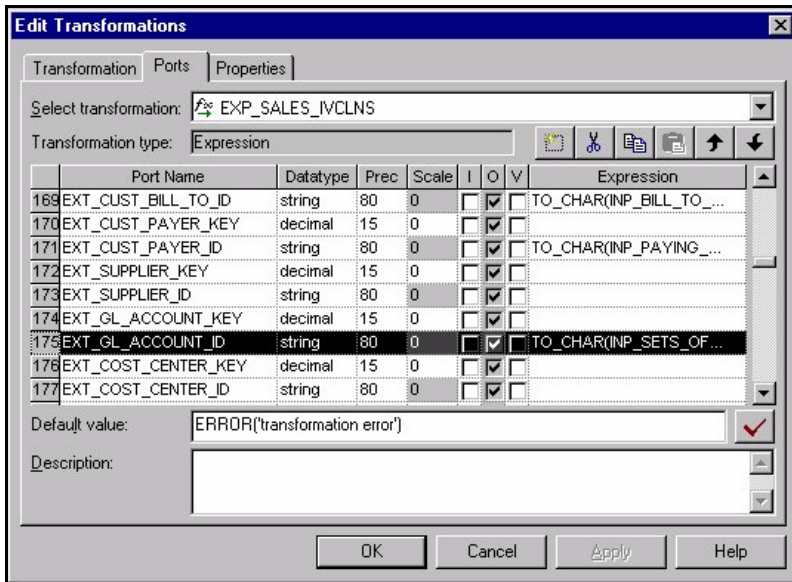 Edit Transformations
Transformation Ports Properties
Select transformation: EXP_SALES_IVCLNS
Transformation type: Expression
Port Name Datatype Prec Scale I O V Expression
169 EXT_CUST_BILL_TO_ID string 80 0 TO_CHAR(INP_BILL_TO_...
170 EXT_CUST_PAYER_KEY decimal 15 0
171 EXT_CUST_PAYER_ID string 80 0 TO_CHAR(INP_PAYING_...
172 EXT_SUPPLIER_KEY decimal 15 0
173 EXT_SUPPLIER_ID string 80 0
174 EXT_GL_ACCOUNT_KEY decimal 15 0
175 EXT_GL_ACCOUNT_ID string 80 0 TO_CHAR(INP_SETS_OF...
176 EXT_COST_CENTER_KEY decimal 15 0
177 EXT_COST_CENTER_ID string 80 0
Default value: ERROR('transformation error')
Description:
OK Cancel Apply Help